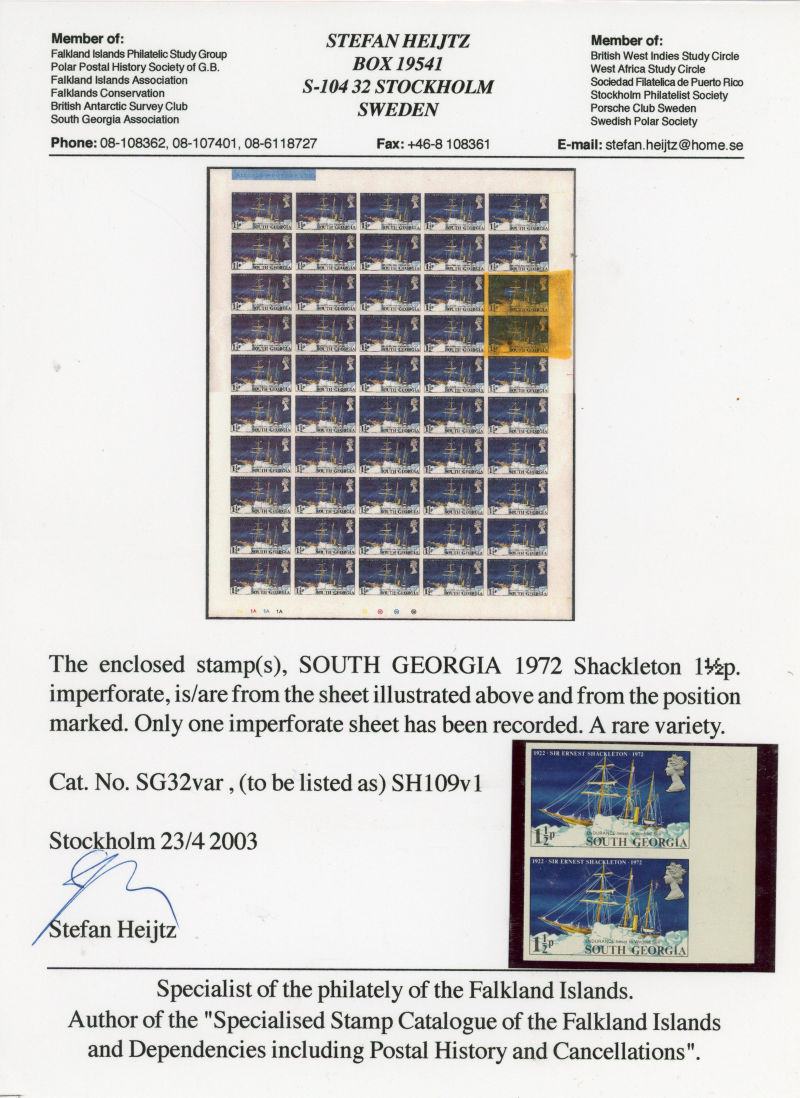 Member of:
Falkland Islands Philatelic Study Group
Polar Postal History Society of G.B.
Falkland Islands Association
Falklands Conservation
British Antarctic Survey Club
South Georgia Association
STEFAN HEIJTZ
BOX 19541
S-104 32 STOCKHOLM
SWEDEN
Member of:
British West Indies Study Circle
West Africa Study Circle
Sociedad Filatelica de Puerto Rico
Stockholm Philatelist Society
Porsche Club Sweden
Swedish Polar Society
Phone: 08-108362, 08-107401, 08-6118727 Fax: +46-8 108361 E-mail: stefan.heijtz@home.se
1A 1A 1A
The enclosed stamp(s), SOUTH GEORGIA 1972 Shackleton 1½p.
imperforate, is/are from the sheet illustrated above and from the position
marked. Only one imperforate sheet has been recorded. A rare variety.
Cat. No. SG32var , (to be listed as) SH109v1
Stockholm 23/4 2003
Stefan Heijtz
1922 · SIR ERNEST SHACKLETON · 1972
1½p
SOUTH GEORGIA
1922 · SIR ERNEST SHACKLETON · 1972
1½p
SOUTH GEORGIA
Specialist of the philately of the Falkland Islands.
Author of the "Specialised Stamp Catalogue of the Falkland Islands
and Dependencies including Postal History and Cancellations".